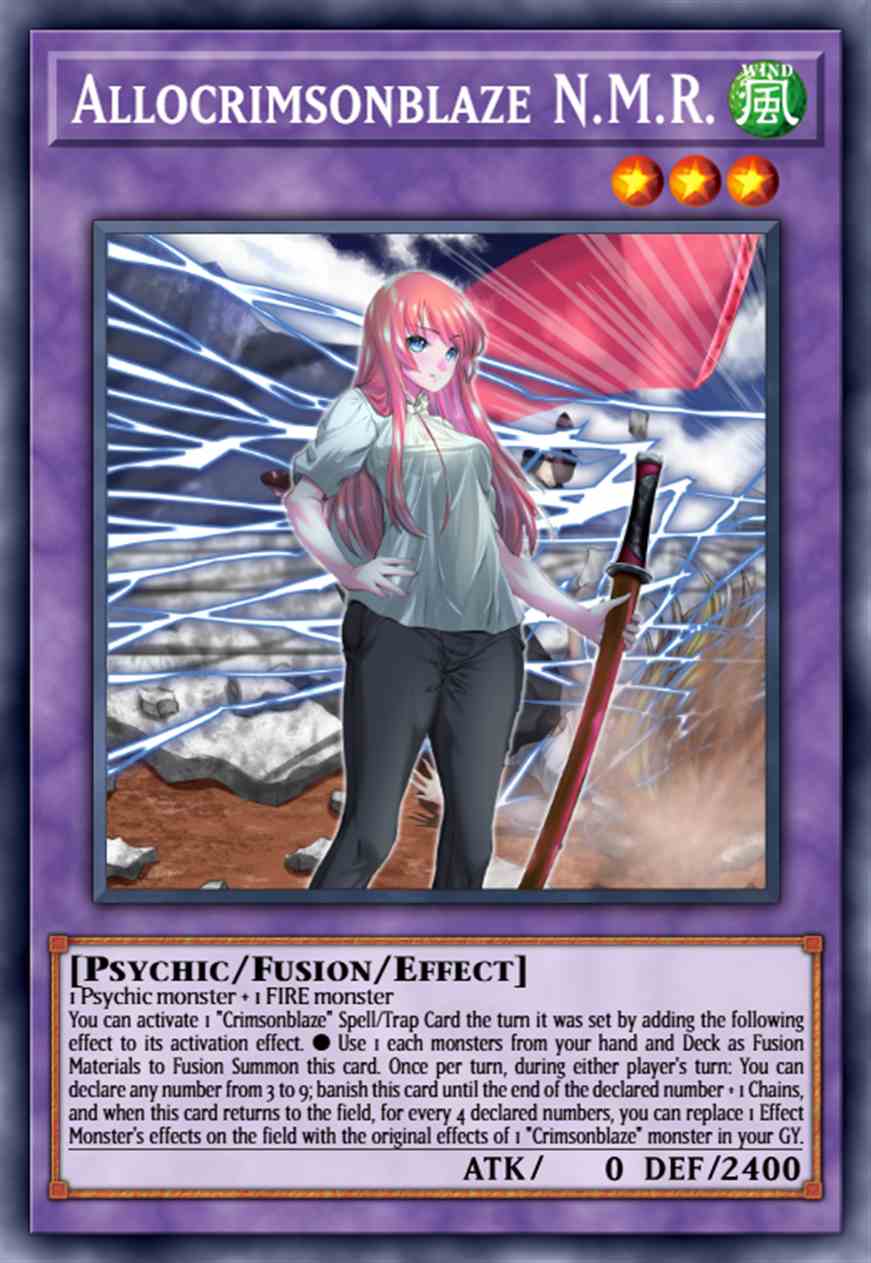 Allocrimsonblaze N.M.R.
WIND
風
[Psychic/Fusion/Effect]
1 Psychic monster + 1 FIRE monster
You can activate 1 "Crimsonblaze" Spell/Trap Card the turn it was set by adding the following
effect to its activation effect. ● Use 1 each monsters from your hand and Deck as Fusion
Materials to Fusion Summon this card. Once per turn, during either player's turn: You can
declare any number from 3 to 9; banish this card until the end of the declared number + 1 Chains,
and when this card returns to the field, for every 4 declared numbers, you can replace 1 Effect
Monster's effects on the field with the original effects of 1 "Crimsonblaze" monster in your GY.
ATK/ 0 DEF/2400